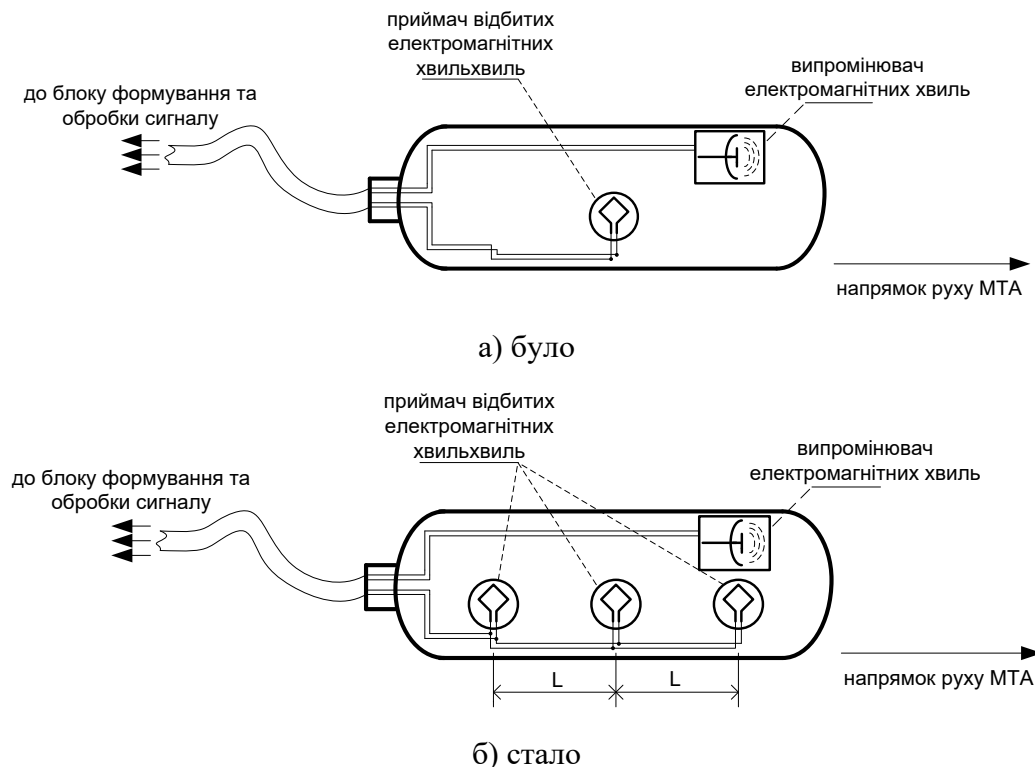 приймач відбитих
електромагнітних
хвильхвиль
випромінювач
електромагнітних хвиль
до блоку формування та
обробки сигналу
напрямок руху МТА
а) було
приймач відбитих
електромагнітних
хвильхвиль
випромінювач
електромагнітних хвиль
до блоку формування та
обробки сигналу
L
L
напрямок руху МТА
б) стало